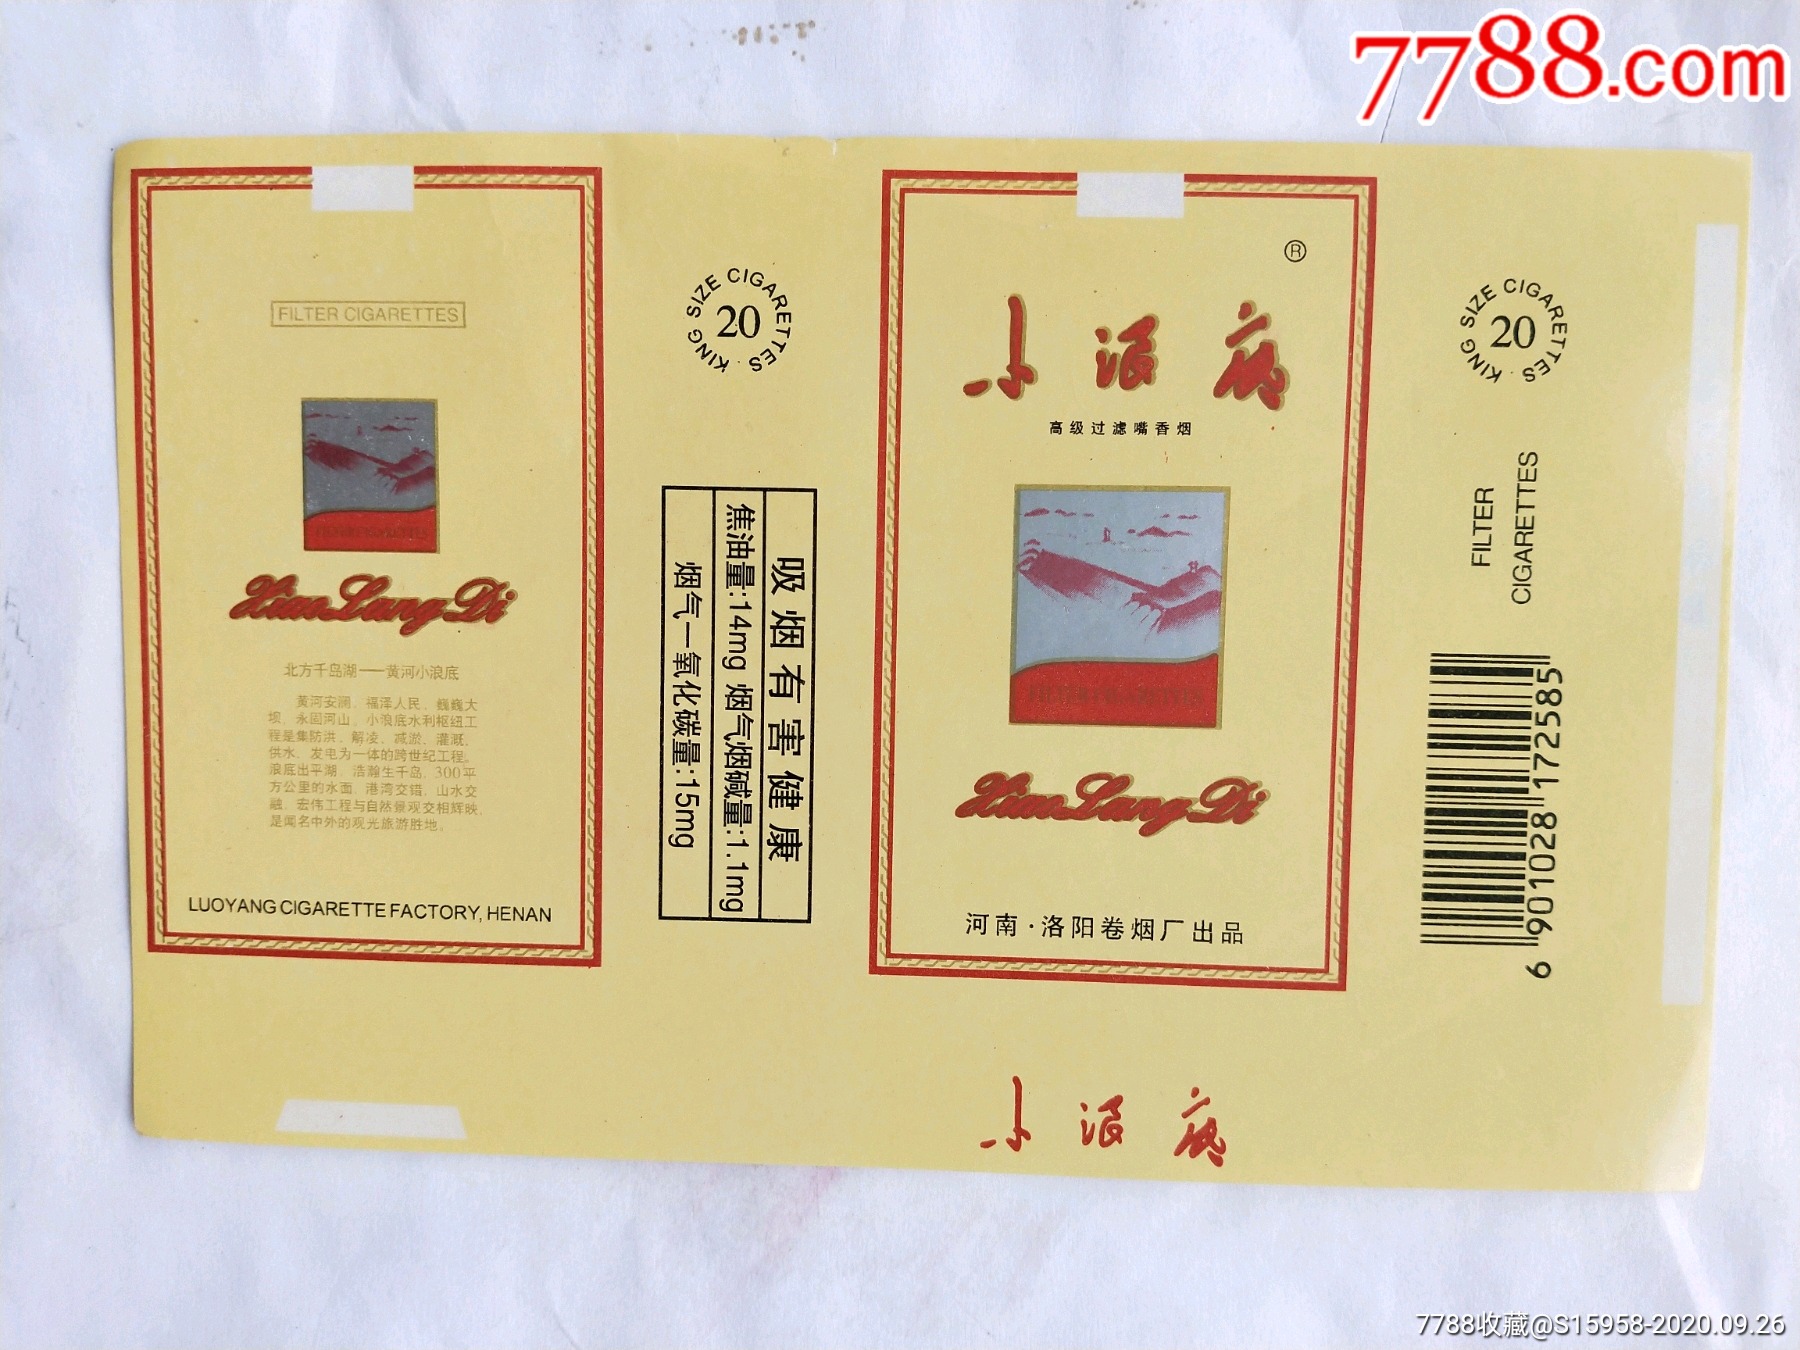 7788.com
FILTER CIGARETTES
Xiao Lang Di
北方千岛湖——黄河小浪底
黄河安澜，福泽人民，巍巍大
坝，永固河山，小浪底水利枢纽工
程是集防洪、解凌、减淤、灌溉、
供水、发电为一体的跨世纪工程。
浪底出平湖，浩瀚生千岛，300平
方公里的水面，港湾交错，山水交
融，宏伟工程与自然景观交相辉映，
是闻名中外的观光旅游胜地。
LUOYANG CIGARETTE FACTORY, HENAN
KING SIZE CIGARETTES ·
20
吸烟有害健康
焦油量:14mg 烟气烟碱量:1.1mg
烟气一氧化碳量:15mg
®
小浪底
高级过滤嘴香烟
Xiao Lang Di
河南·洛阳卷烟厂出品
小浪底
KING SIZE CIGARETTES ·
20
FILTER
CIGARETTES
6 901028 172585
7788收藏@S15958-2020.09.26